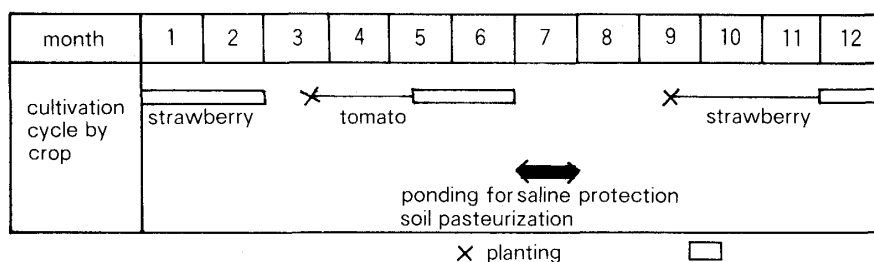 month 1 2 3 4 5 6 7 8 9 10 11 12
cultivation
cycle by
crop
strawberry tomato strawberry
ponding for saline protection
soil pasteurization
× planting